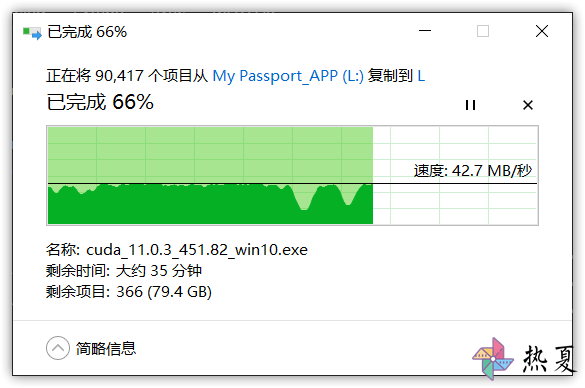 已完成 66%
正在将 90,417 个项目从 My Passport_APP (L:) 复制到 L
已完成 66%
速度: 42.7 MB/秒
名称: cuda_11.0.3_451.82_win10.exe
剩余时间: 大约 35 分钟
剩余项目: 366 (79.4 GB)
简略信息
热夏